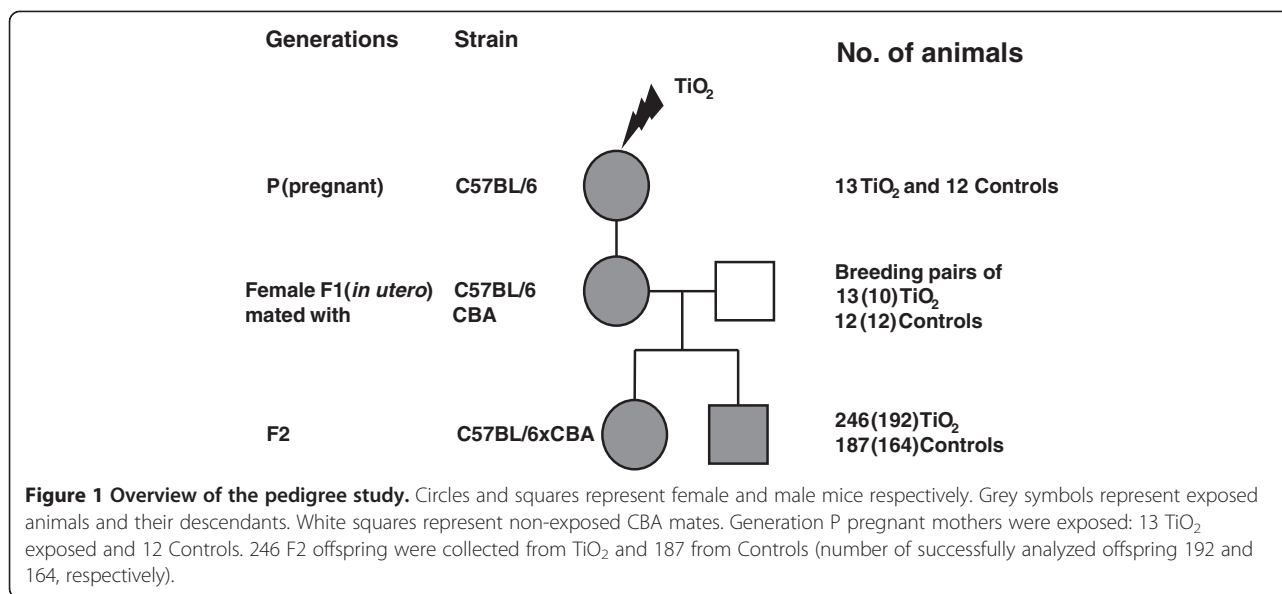 Generations Strain No. of animals
TiO₂
P(pregnant) C57BL/6 13 TiO₂ and 12 Controls
Female F1(in utero) C57BL/6 Breeding pairs of
mated with CBA 13(10)TiO₂
12(12)Controls
F2 C57BL/6xCBA 246(192)TiO₂
187(164)Controls
Figure 1 Overview of the pedigree study. Circles and squares represent female and male mice respectively. Grey symbols represent exposed
animals and their descendants. White squares represent non-exposed CBA mates. Generation P pregnant mothers were exposed: 13 TiO₂
exposed and 12 Controls. 246 F2 offspring were collected from TiO₂ and 187 from Controls (number of successfully analyzed offspring 192 and
164, respectively).